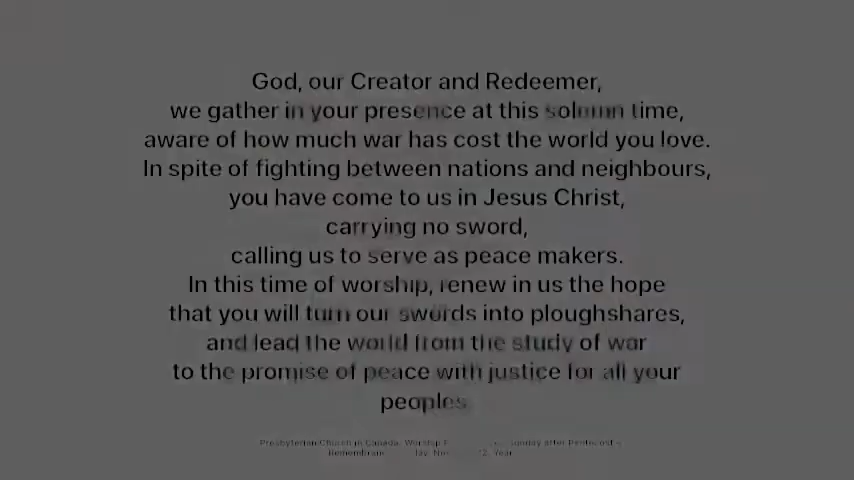 God, our Creator and Redeemer,
we gather in your presence at this solemn time,
aware of how much war has cost the world you love.
In spite of fighting between nations and neighbours,
you have come to us in Jesus Christ,
carrying no sword,
calling us to serve as peace makers.
In this time of worship, renew in us the hope
that you will turn our swords into ploughshares,
and lead the world from the study of war
to the promise of peace with justice for all your
peoples
Presbyterian Church in Canada, Worship Sunday after Pentecost –